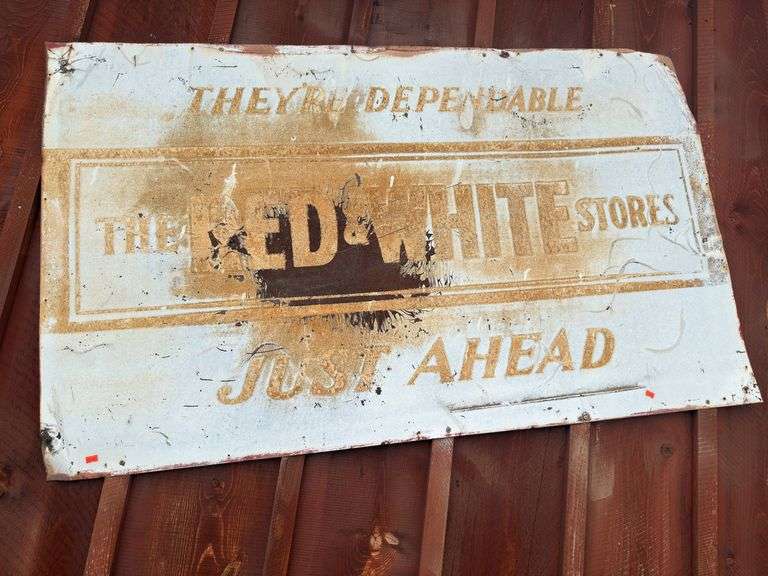 THEY'RE DEPENDABLE
THE RED & WHITE STORES
JUST AHEAD